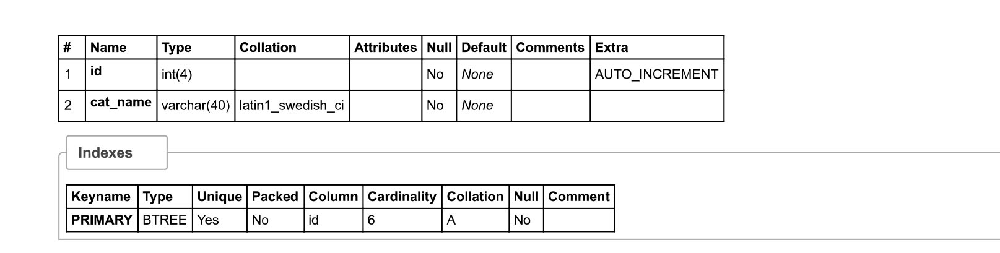 # Name Type Collation Attributes Null Default Comments Extra
1 id int(4) No None AUTO_INCREMENT
2 cat_name varchar(40) latin1_swedish_ci No None
Indexes
Keyname Type Unique Packed Column Cardinality Collation Null Comment
PRIMARY BTREE Yes No id 6 A No